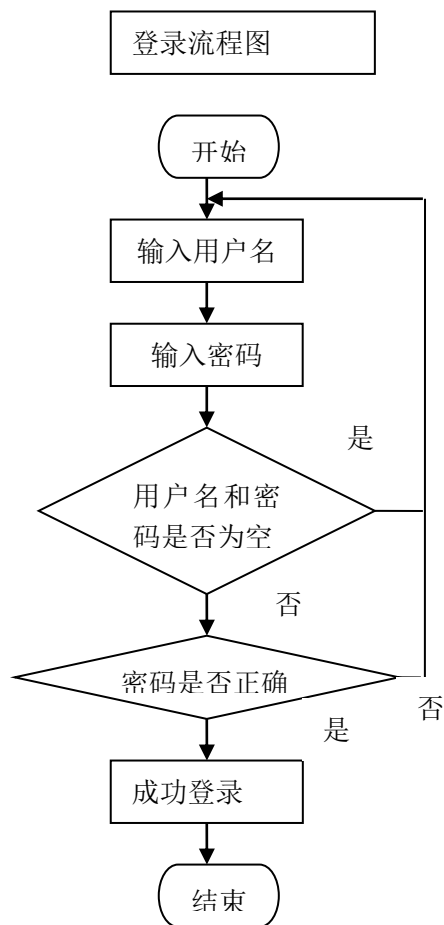 登录流程图
开始
输入用户名
输入密码
是
用户名和密
码是否为空
否
密码是否正确
否
是
成功登录
结束